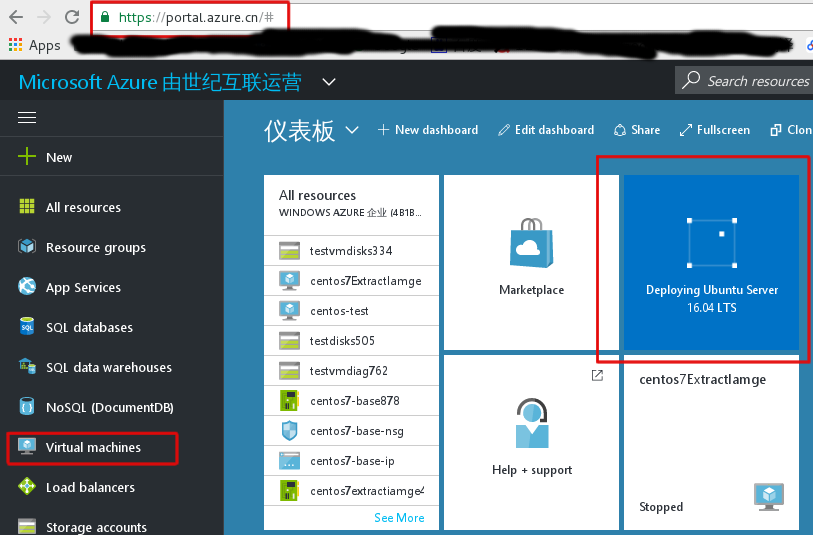 https://portal.azure.cn/#
Apps
Microsoft Azure 由世纪互联运营
Search resources
仪表板
New dashboard
Edit dashboard
Share
Fullscreen
Clon
New
All resources
Resource groups
App Services
SQL databases
SQL data warehouses
NoSQL (DocumentDB)
Virtual machines
Load balancers
Storage accounts
All resources
WINDOWS AZURE 企业 (4B1B...
testvmdisks334
centos7ExtractIamge
centos-test
testdisks505
testvmdiag762
centos7-base878
centos7-base-nsg
centos7-base-ip
centos7extractiamge4
See More
Marketplace
Deploying Ubuntu Server
16.04 LTS
Help + support
centos7ExtractIamge
Stopped